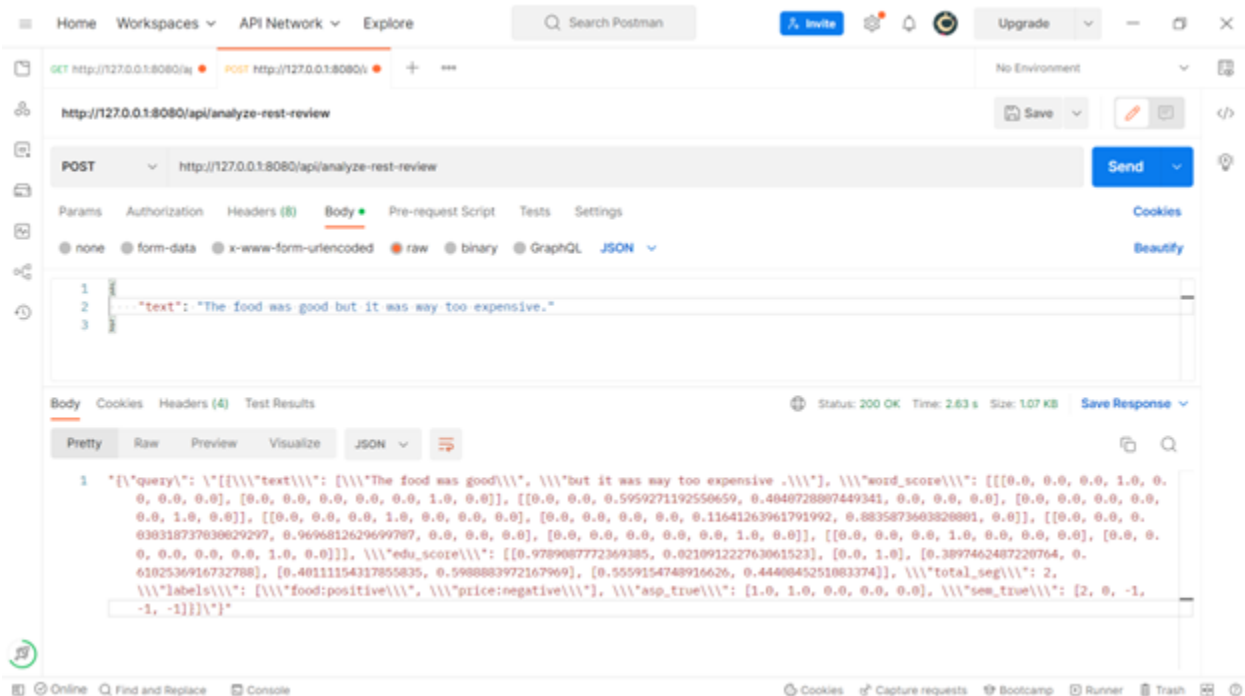 Home Workspaces API Network Explore Search Postman Invite Upgrade
GET http://127.0.0.1:8080/ap POST http://127.0.0.1:8080/a No Environment
http://127.0.0.1:8080/api/analyze-rest-review Save
POST http://127.0.0.1:8080/api/analyze-rest-review Send
Params Authorization Headers (8) Body Pre-request Script Tests Settings Cookies
none form-data x-www-form-urlencoded raw binary GraphQL JSON Beautify
1 {
2 "text": "The food was good but it was way too expensive."
3 }
Body Cookies Headers (4) Test Results Status: 200 OK Time: 2.63 s Size: 1.07 KB Save Response
Pretty Raw Preview Visualize JSON
1 "{\"query\": \"[{\\\"text\\\": [\\\"The food was good\\\", \\\"but it was way too expensive .\\\"], \\\"word_score\\\": [[[0.0, 0.0, 0.0, 1.0, 0.
0, 0.0, 0.0], [0.0, 0.0, 0.0, 0.0, 0.0, 1.0, 0.0]], [[0.0, 0.0, 0.5959271192550659, 0.4040728807449341, 0.0, 0.0, 0.0], [0.0, 0.0, 0.0, 0.0,
0.0, 1.0, 0.0]], [[0.0, 0.0, 0.0, 1.0, 0.0, 0.0, 0.0], [0.0, 0.0, 0.0, 0.0, 0.11641263961791992, 0.8835873603820801, 0.0]], [[0.0, 0.0, 0.
030318737030029297, 0.9696812629699707, 0.0, 0.0, 0.0], [0.0, 0.0, 0.0, 0.0, 0.0, 1.0, 0.0]], [[0.0, 0.0, 0.0, 1.0, 0.0, 0.0, 0.0], [0.0, 0.
0, 0.0, 0.0, 0.0, 1.0, 0.0]]], \\\"edu_score\\\": [[0.9789087772369385, 0.021091222763061523], [0.0, 1.0], [0.3897462487220764, 0.
6102536916732788], [0.40111154317855835, 0.5988883972167969], [0.5559154748916626, 0.4440845251083374]], \\\"total_seg\\\": 2,
\\\"labels\\\": [\\\"food:positive\\\", \\\"price:negative\\\"], \\\"asp_true\\\": [1.0, 1.0, 0.0, 0.0, 0.0], \\\"sem_true\\\": [2, 0, -1,
-1, -1]}]\"}"
Online Find and Replace Console Cookies Capture requests Bootcamp Runner Trash